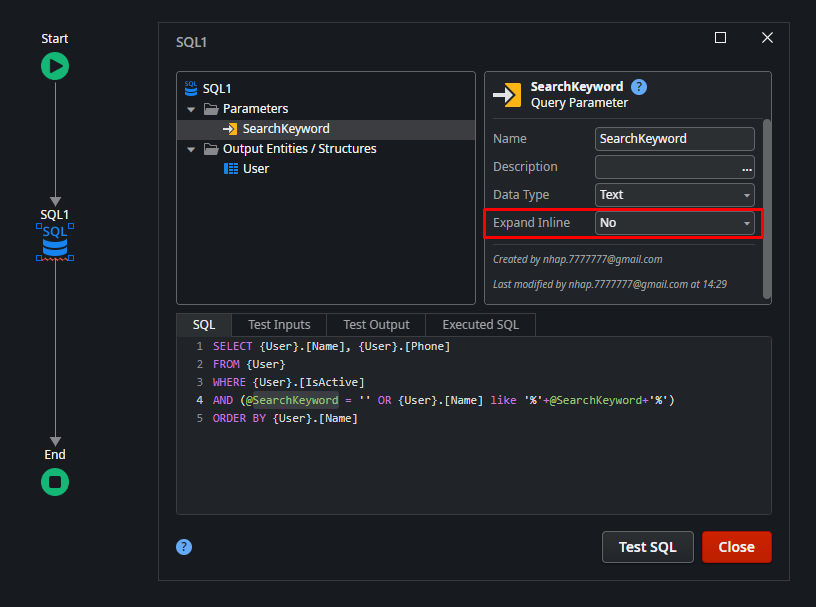 Start
SQL1
SQL
End
SQL1
SQL
SQL1
Parameters
SearchKeyword
Output Entities / Structures
User
SearchKeyword ?
Query Parameter
Name SearchKeyword
Description ...
Data Type Text
Expand Inline No
Created by nhap.7777777@gmail.com
Last modified by nhap.7777777@gmail.com at 14:29
SQL Test Inputs Test Output Executed SQL
1 SELECT {User}.[Name], {User}.[Phone]
2 FROM {User}
3 WHERE {User}.[IsActive]
4 AND (@SearchKeyword = '' OR {User}.[Name] like '%'+@SearchKeyword+'%')
5 ORDER BY {User}.[Name]
? Test SQL Close